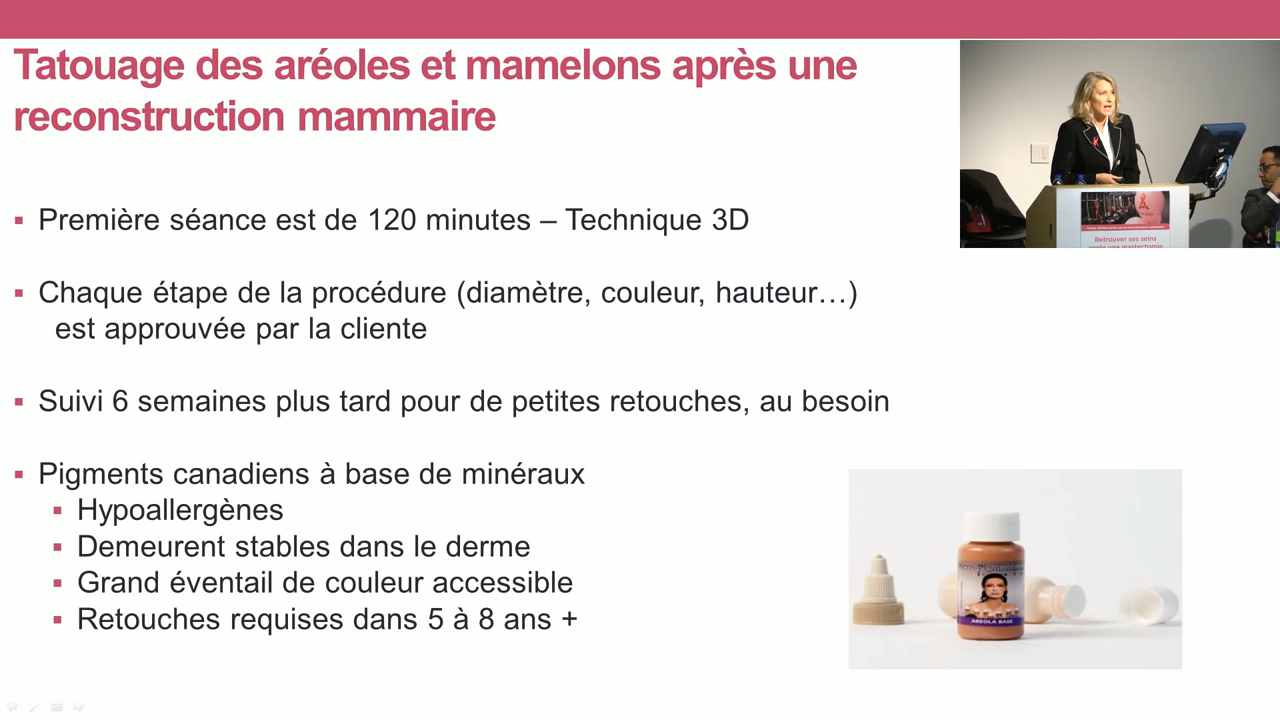 Tatouage des aréoles et mamelons après une
reconstruction mammaire
Première séance est de 120 minutes – Technique 3D
Chaque étape de la procédure (diamètre, couleur, hauteur…)
est approuvée par la cliente
Suivi 6 semaines plus tard pour de petites retouches, au besoin
Pigments canadiens à base de minéraux
Hypoallergènes
Demeurent stables dans le derme
Grand éventail de couleur accessible
Retouches requises dans 5 à 8 ans +
Retrouver ses seins
après une mastectomie
AREOLA BASE